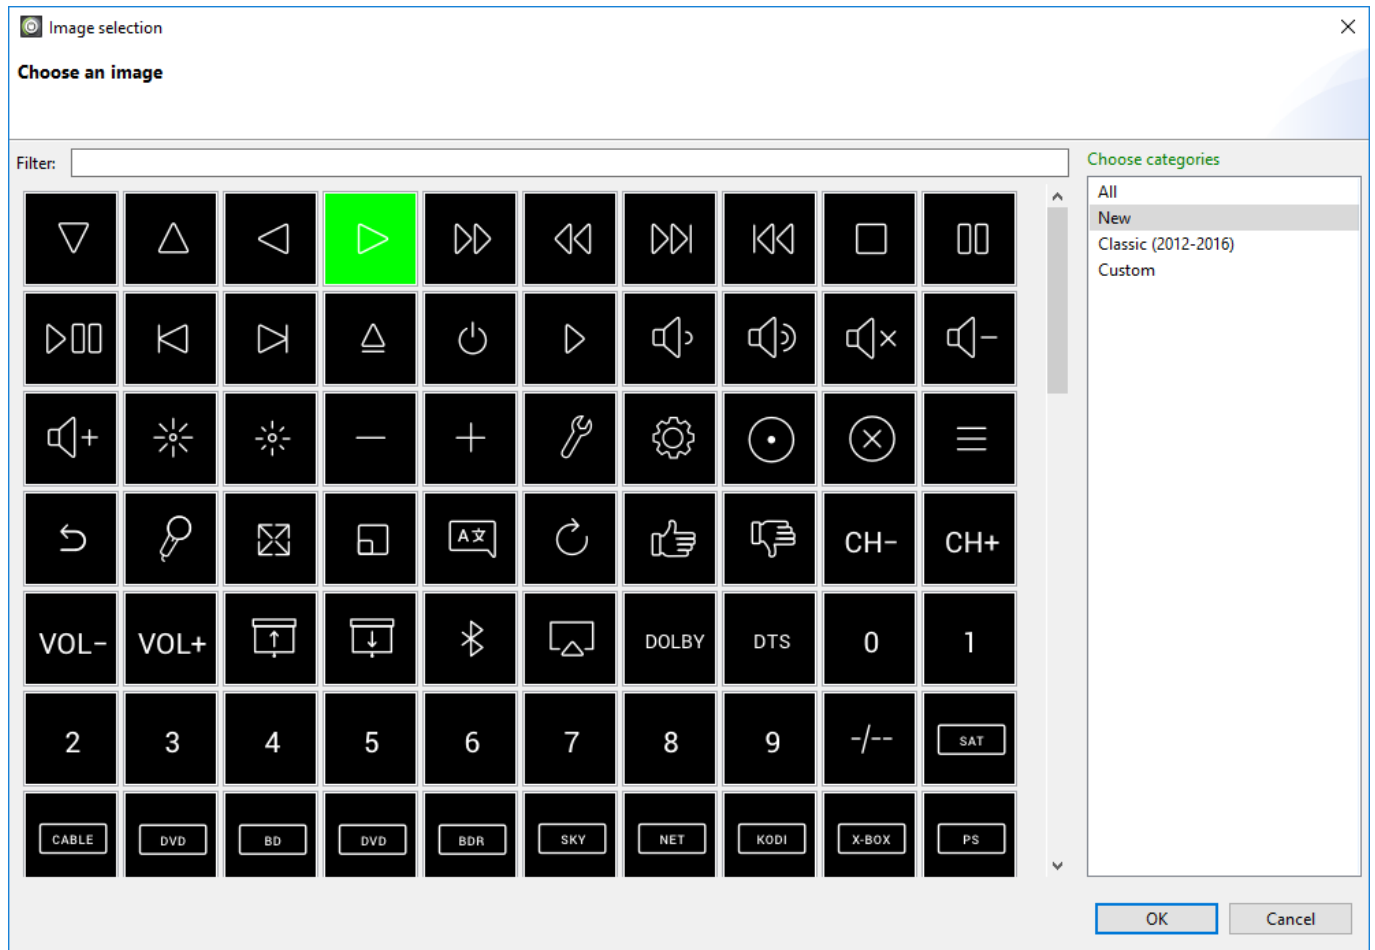 Image selection
Choose an image
Filter:
Choose categories
All
New
Classic (2012-2016)
Custom
A文
CH-
CH+
VOL-
VOL+
DOLBY
DTS
0
1
2
3
4
5
6
7
8
9
-/--
SAT
CABLE
DVD
BD
DVD
BDR
SKY
NET
KODI
X-BOX
PS
OK
Cancel